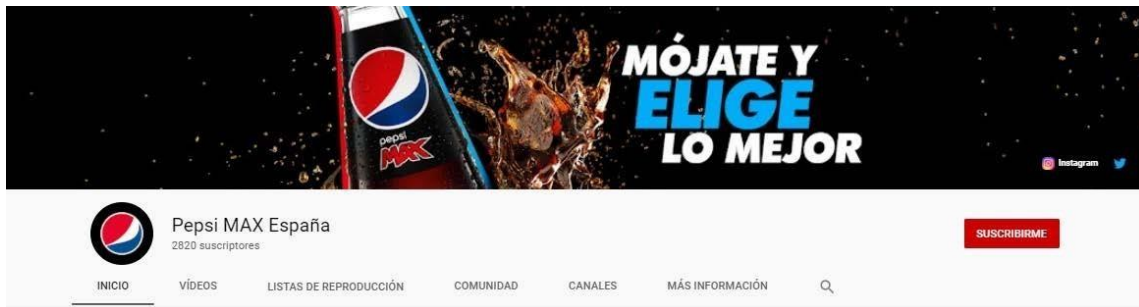 MÓJATE Y
ELIGE
LO MEJOR
pepsi
MAX
Instagram
Pepsi MAX España
2820 suscriptores
SUSCRIBIRME
INICIO VÍDEOS LISTAS DE REPRODUCCIÓN COMUNIDAD CANALES MÁS INFORMACIÓN